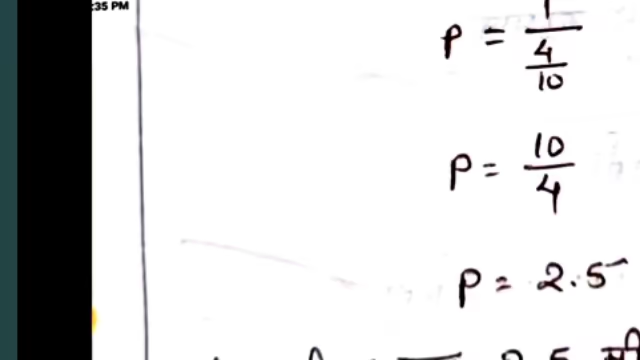 :35 PM
P = 1/(4/10)
P = 10/4
P = 2.5